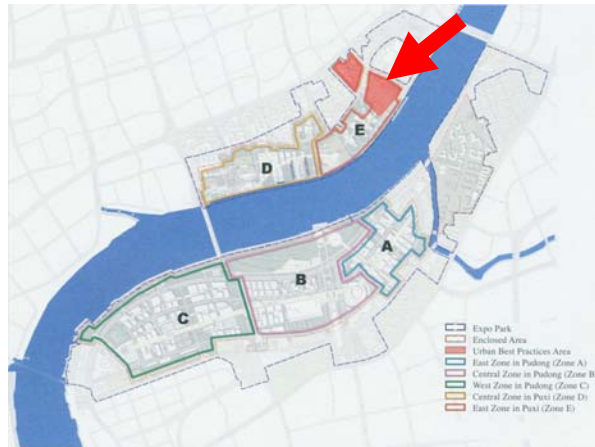 E
D
A
B
C
Expo Park
Enclosed Area
Urban Best Practices Area
East Zone in Pudong (Zone A)
Central Zone in Pudong (Zone B
West Zone in Pudong (Zone C)
Central Zone in Puxi (Zone D)
East Zone in Puxi (Zone E)